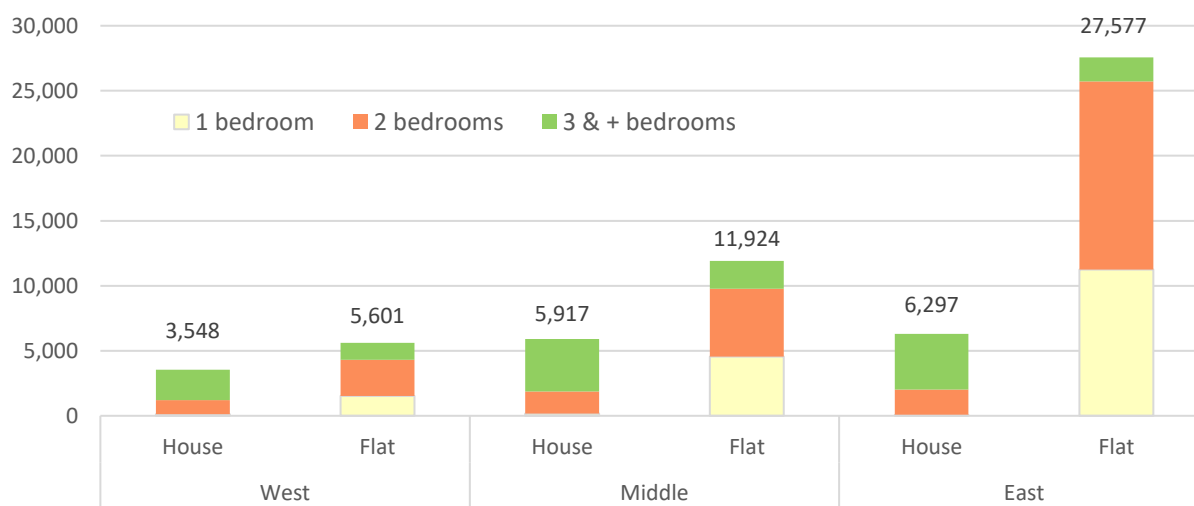 30,000
27,577
25,000
1 bedroom 2 bedrooms 3 & + bedrooms
20,000
15,000
11,924
10,000
3,548 5,601 5,917 6,297
5,000
0
House Flat House Flat House Flat
West Middle East